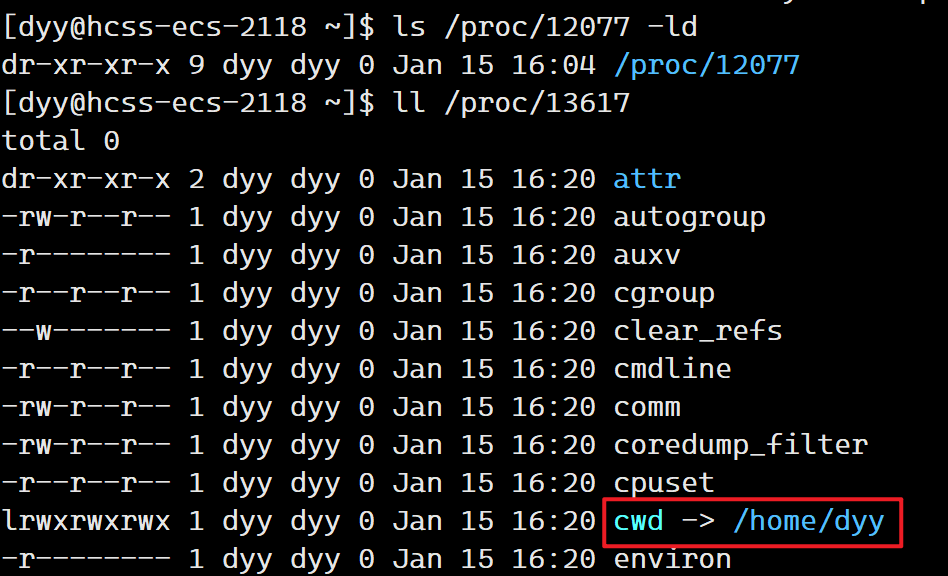 [dyy@hcss-ecs-2118 ~]$ ls /proc/12077 -ld
dr-xr-xr-x 9 dyy dyy 0 Jan 15 16:04 /proc/12077
[dyy@hcss-ecs-2118 ~]$ ll /proc/13617
total 0
dr-xr-xr-x 2 dyy dyy 0 Jan 15 16:20 attr
-rw-r--r-- 1 dyy dyy 0 Jan 15 16:20 autogroup
-r-------- 1 dyy dyy 0 Jan 15 16:20 auxv
-r--r--r-- 1 dyy dyy 0 Jan 15 16:20 cgroup
--w------- 1 dyy dyy 0 Jan 15 16:20 clear_refs
-r--r--r-- 1 dyy dyy 0 Jan 15 16:20 cmdline
-rw-r--r-- 1 dyy dyy 0 Jan 15 16:20 comm
-rw-r--r-- 1 dyy dyy 0 Jan 15 16:20 coredump_filter
-r--r--r-- 1 dyy dyy 0 Jan 15 16:20 cpuset
lrwxrwxrwx 1 dyy dyy 0 Jan 15 16:20 cwd -> /home/dyy
-r-------- 1 dyy dyy 0 Jan 15 16:20 environ